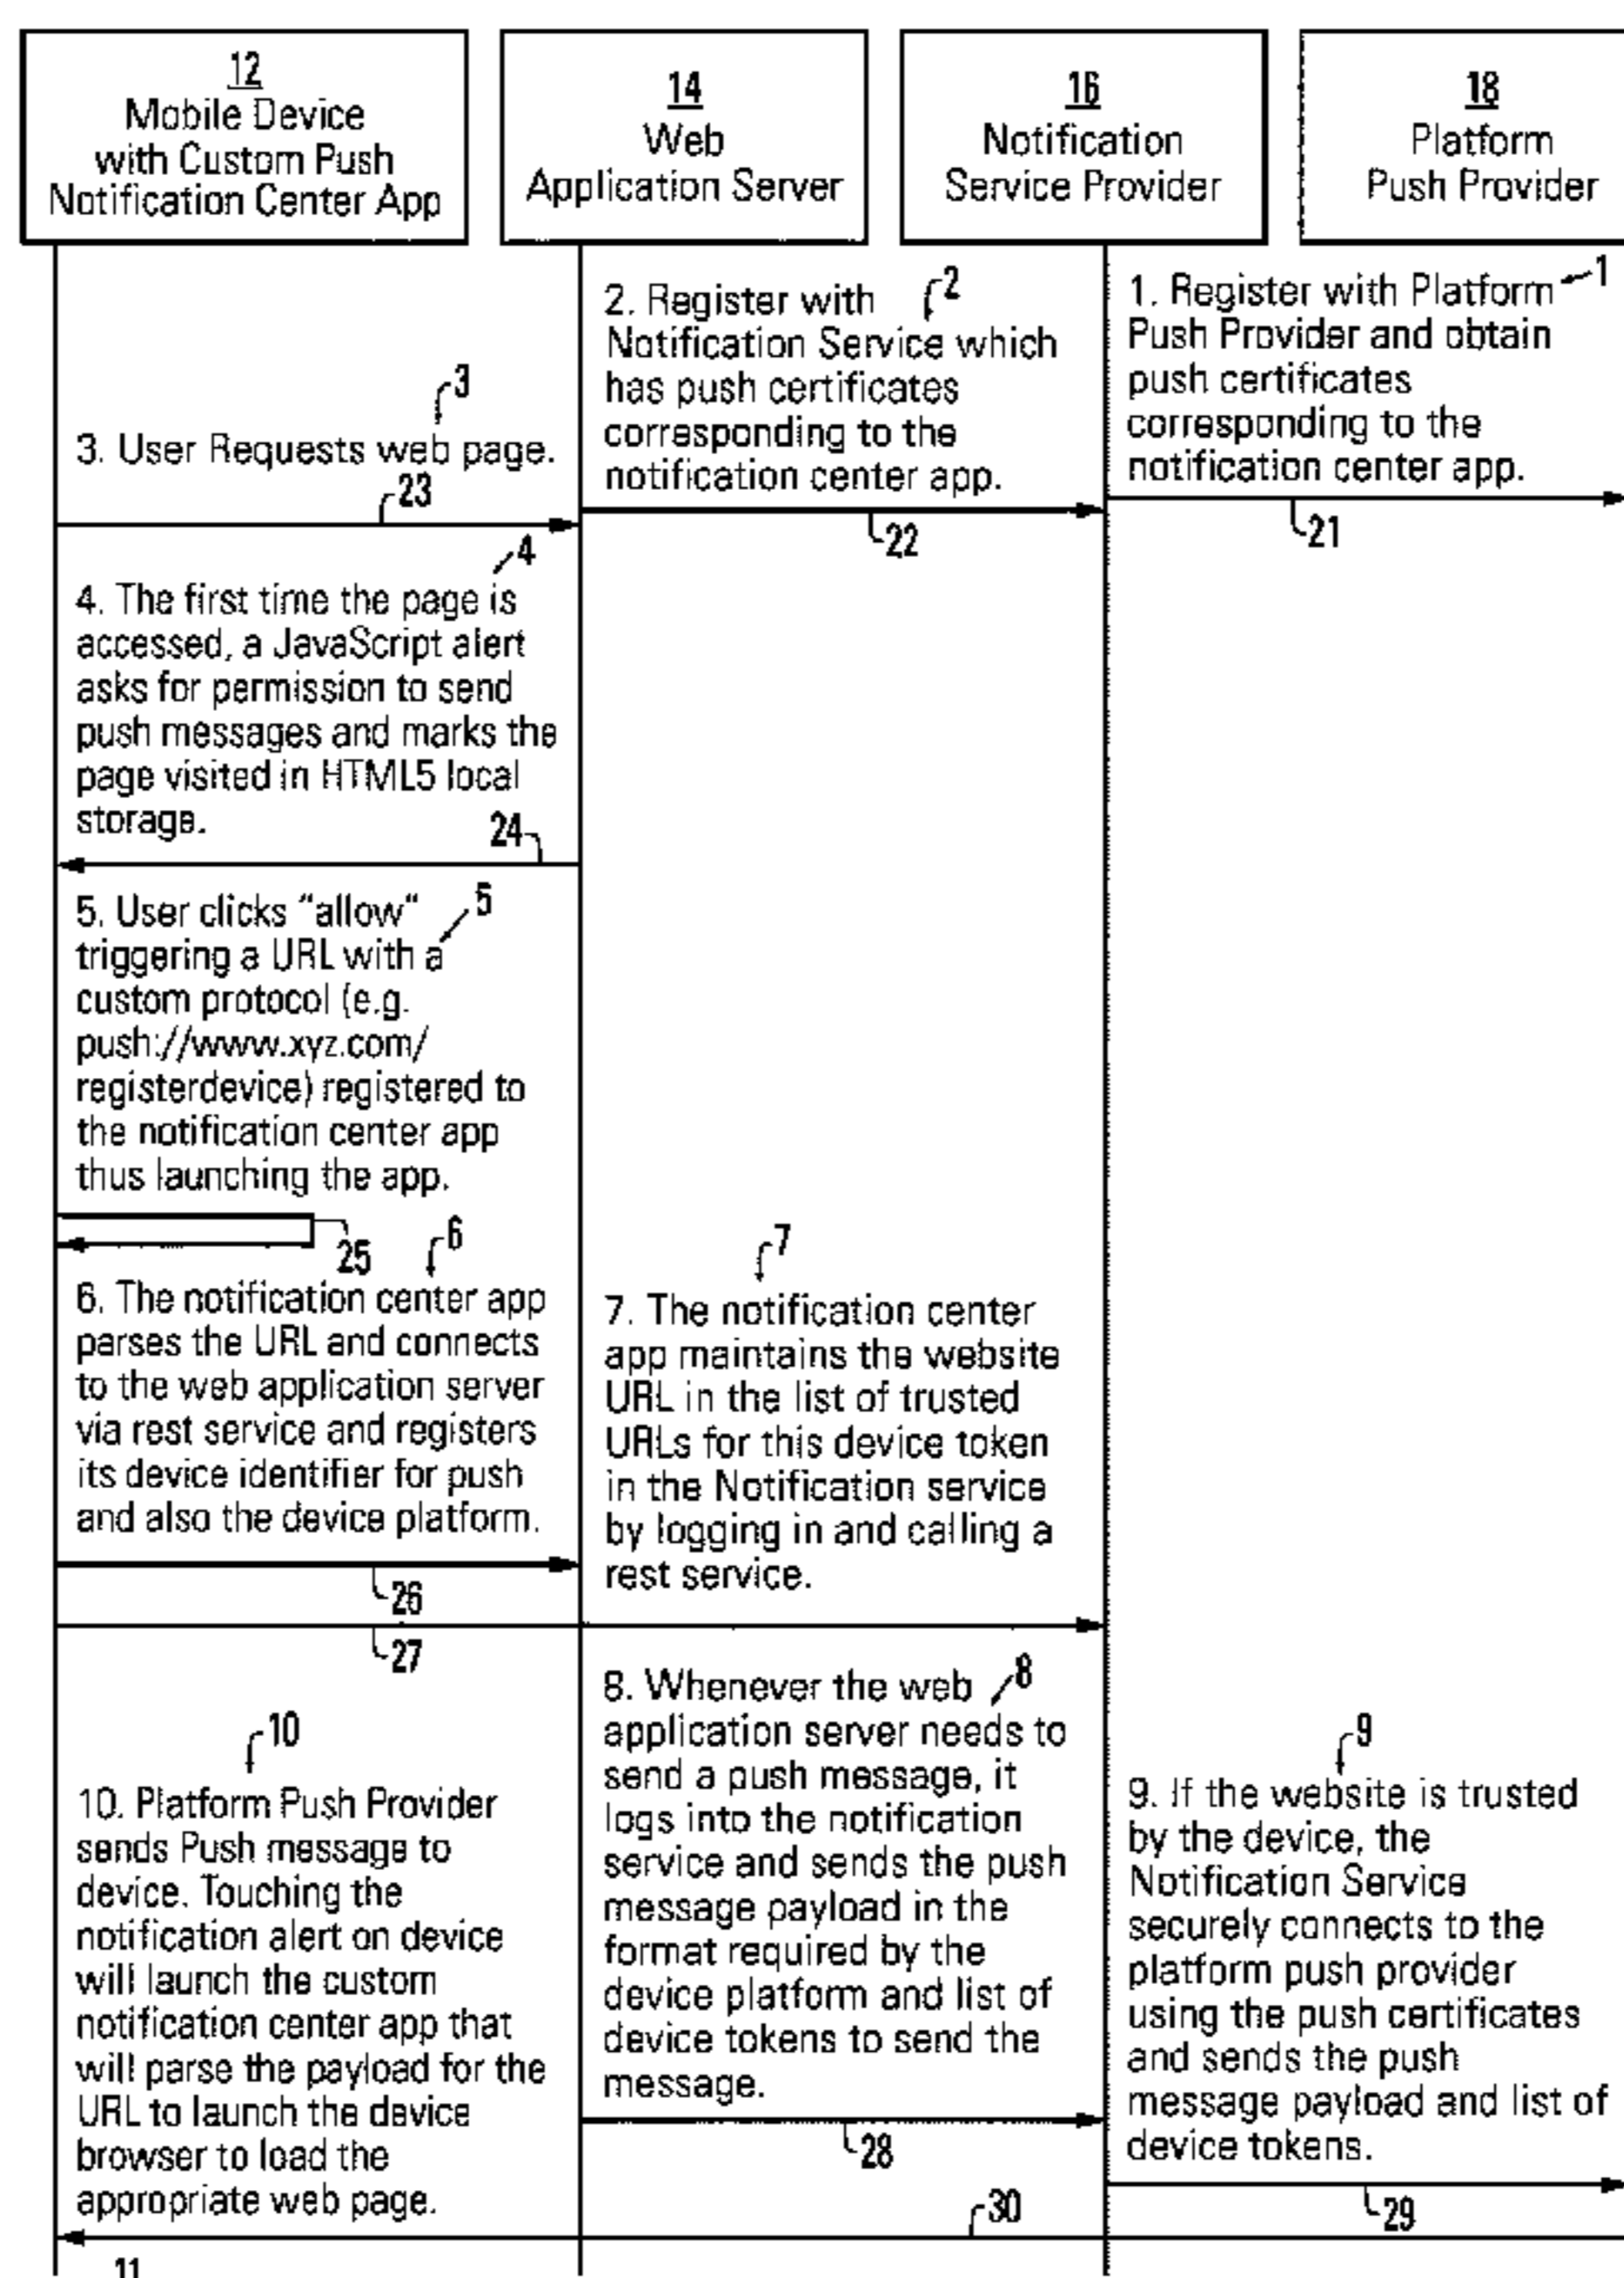 12
Mobile Device
with Custom Push
Notification Center App
14
Web
Application Server
16
Notification
Service Provider
18
Platform
Push Provider
1
1. Register with Platform
Push Provider and obtain
push certificates
corresponding to the
notification center app.
21
2
2. Register with
Notification Service which
has push certificates
corresponding to the
notification center app.
22
3
3. User Requests web page.
23
4
4. The first time the page is
accessed, a JavaScript alert
asks for permission to send
push messages and marks the
page visited in HTML5 local
storage.
24
5
5. User clicks "allow"
triggering a URL with a
custom protocol (e.g.
push://www.xyz.com/
registerdevice) registered to
the notification center app
thus launching the app.
25
6
6. The notification center app
parses the URL and connects
to the web application server
via rest service and registers
its device identifier for push
and also the device platform.
26
7
7. The notification center
app maintains the website
URL in the list of trusted
URLs for this device token
in the Notification service
by logging in and calling a
rest service.
27
8
8. Whenever the web
application server needs to
send a push message, it
logs into the notification
service and sends the push
message payload in the
format required by the
device platform and list of
device tokens to send the
message.
28
9
9. If the website is trusted
by the device, the
Notification Service
securely connects to the
platform push provider
using the push certificates
and sends the push
message payload and list of
device tokens.
29
10
10. Platform Push Provider
sends Push message to
device. Touching the
notification alert on device
will launch the custom
notification center app that
will parse the payload for the
URL to launch the device
browser to load the
appropriate web page.
30
11